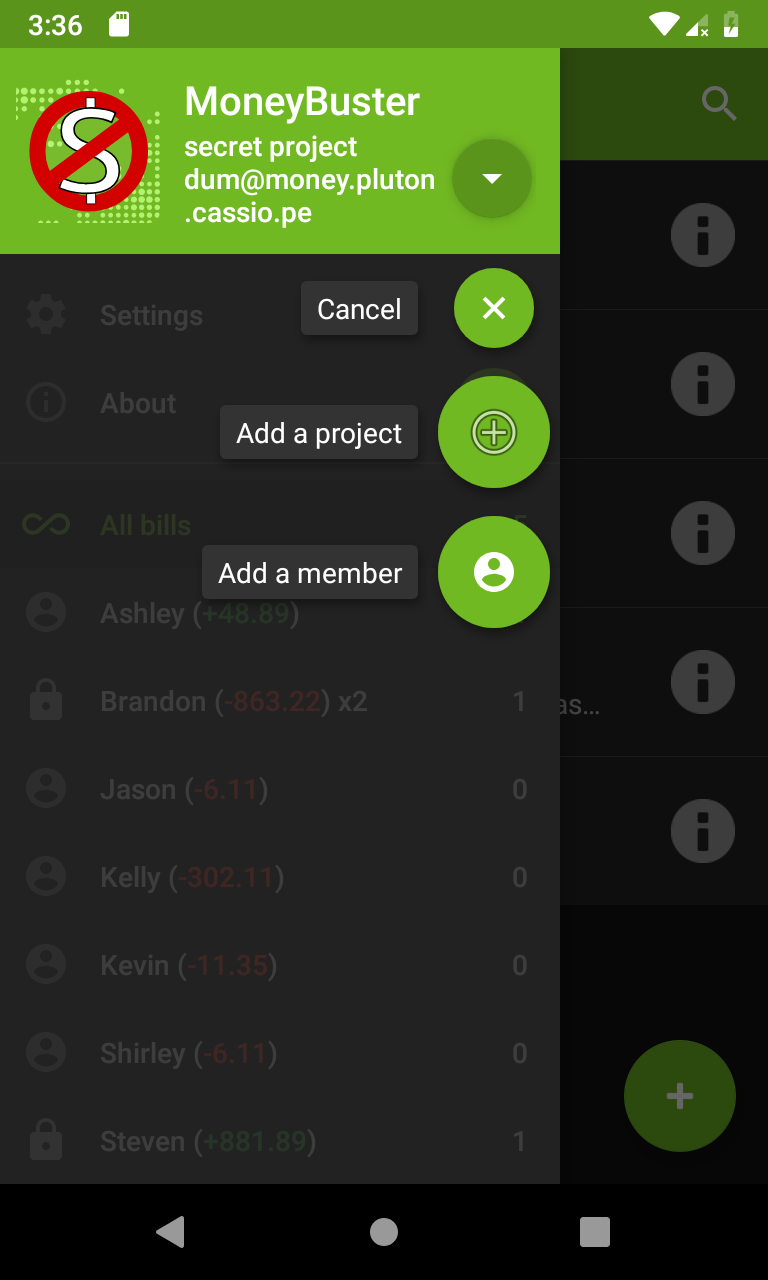 3:36
MoneyBuster
secret project
dum@money.pluton
.cassio.pe
Settings
Cancel
About
Add a project
All bills
Add a member
Ashley (+48.89)
Brandon (-863.22) x2 1
as…
Jason (-6.11) 0
Kelly (-302.11) 0
Kevin (-11.35) 0
Shirley (-6.11) 0
Steven (+881.89) 1